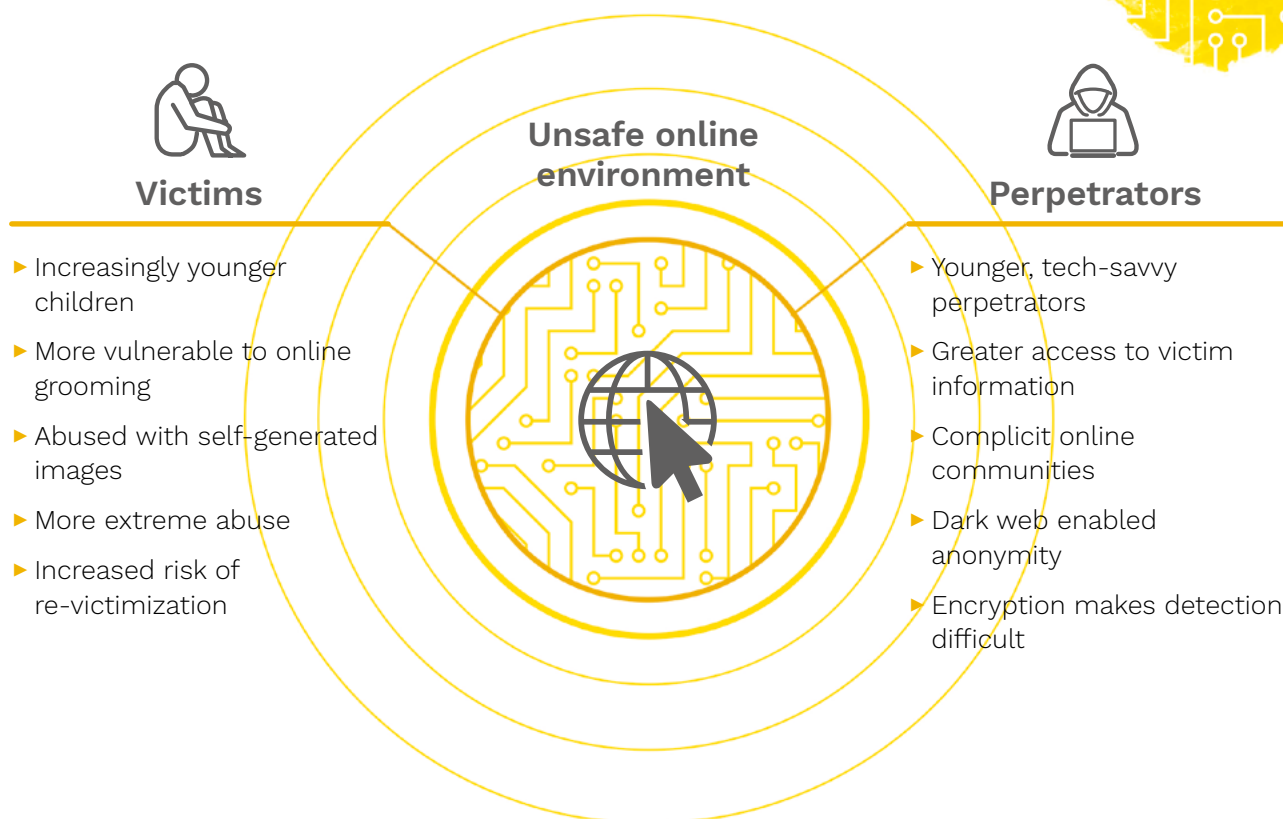 Victims
Increasingly younger
children
More vulnerable to online
grooming
Abused with self-generated
images
More extreme abuse
Increased risk of
re-victimization
Unsafe online
environment
Perpetrators
Younger, tech-savvy
perpetrators
Greater access to victim
information
Complicit online
communities
Dark web enabled
anonymity
Encryption makes detection
difficult